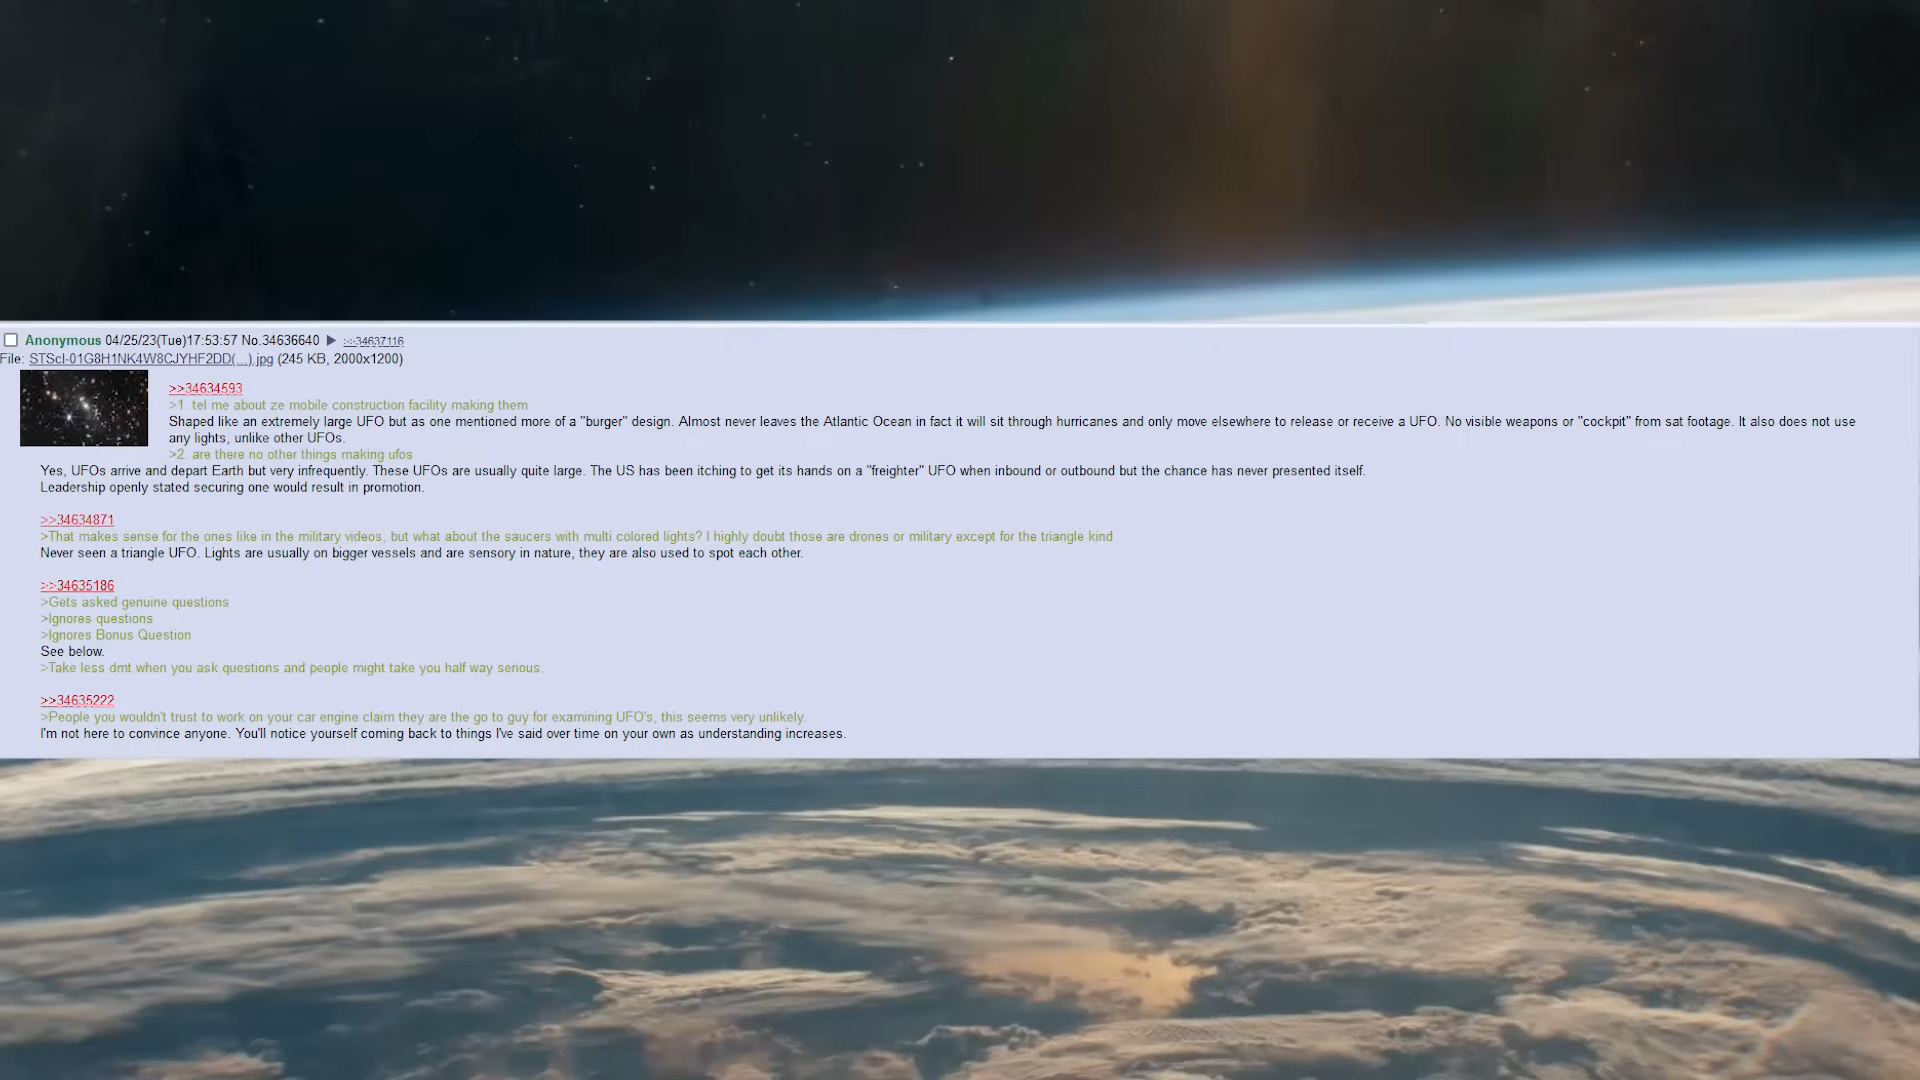 Anonymous 04/25/23(Tue)17:53:57 No.34636640 ▶ >>34637116
File: STScI-01G8H1NK4W8CJYHF2DD(...).jpg (245 KB, 2000x1200)
>>34634593
>1. tell me about ze mobile construction facility making them
Shaped like an extremely large UFO but as one mentioned more of a "burger" design. Almost never leaves the Atlantic Ocean in fact it will sit through hurricanes and only move elsewhere to release or receive a UFO. No visible weapons or "cockpit" from sat footage. It also does not use
any lights, unlike other UFOs.
>2. are there no other things making ufos
Yes, UFOs arrive and depart Earth but very infrequently. These UFOs are usually quite large. The US has been itching to get its hands on a "freighter" UFO when inbound or outbound but the chance has never presented itself.
Leadership openly stated securing one would result in promotion.
>>34634871
>That makes sense for the ones like in the military videos, but what about the saucers with multi colored lights? I highly doubt those are drones or military except for the triangle kind
Never seen a triangle UFO. Lights are usually on bigger vessels and are sensory in nature, they are also used to spot each other.
>>34635186
>Gets asked genuine questions
>Ignores questions
>Ignores Bonus Question
See below.
>Take less dmt when you ask questions and people might take you half way serious.
>>34635222
>People you wouldn't trust to work on your car engine claim they are the go to guy for examining UFO's, this seems very unlikely.
I'm not here to convince anyone. You'll notice yourself coming back to things I've said over time on your own as understanding increases.